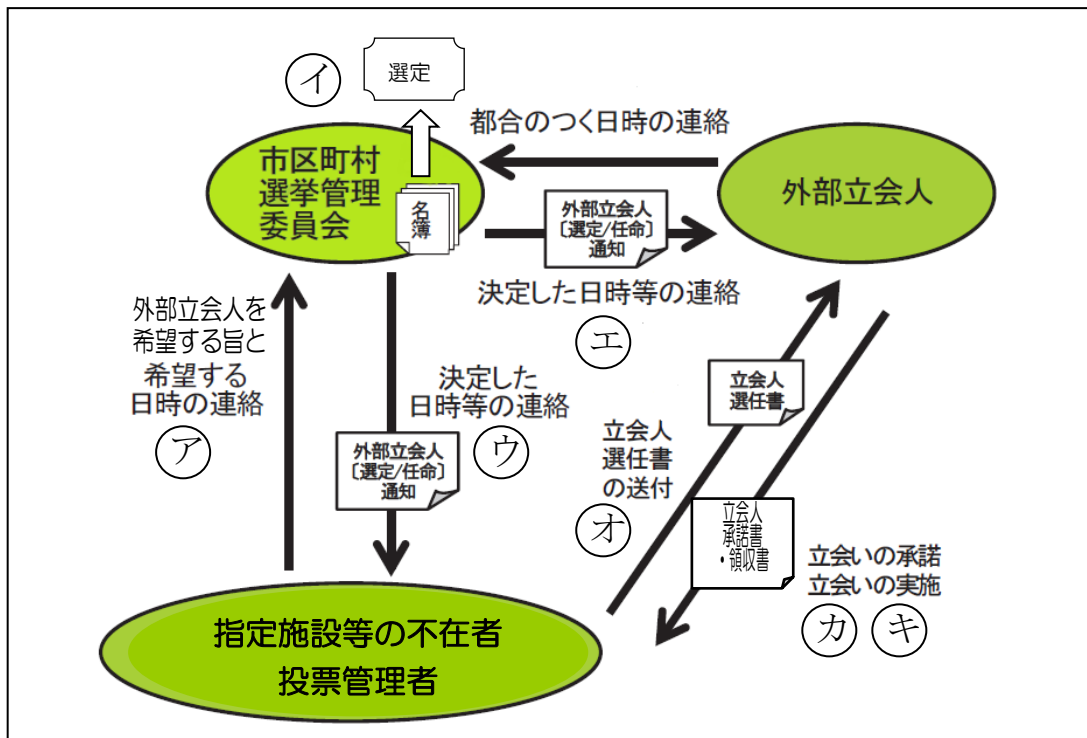 イ
選定
都合のつく日時の連絡
市区町村
選挙管理
委員会
名
簿
外部立会人
外部立会人
〔選定/任命〕
通知
決定した日時等の連絡
エ
外部立会人を
希望する旨と
希望する
日時の連絡
ア
決定した
日時等の連絡
ウ
外部立会人
〔選定/任命〕
通知
立会人
選任書
立会人
選任書
の送付
オ
立会人
承諾書
・領収書
立会いの承諾
立会いの実施
カ キ
指定施設等の不在者
投票管理者